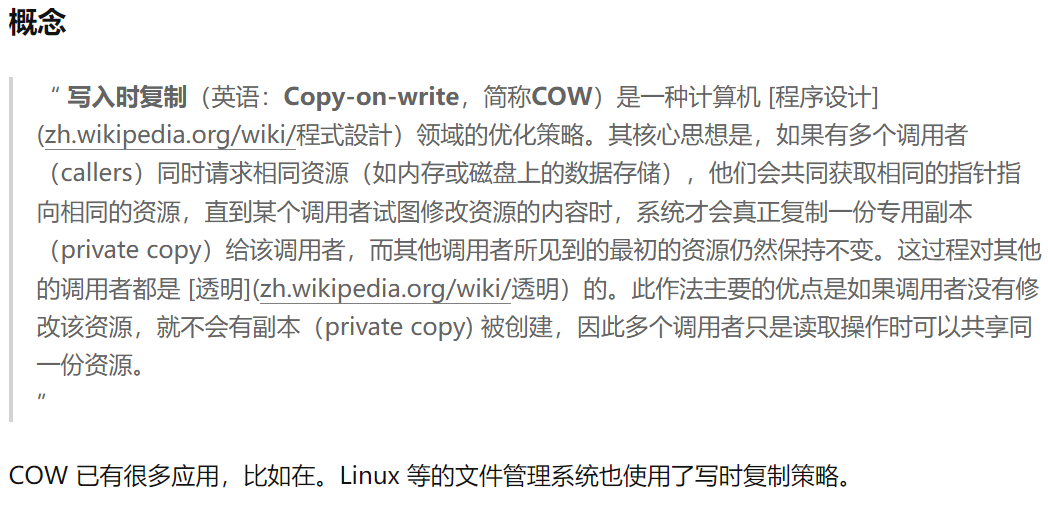 概念
“ 写入时复制（英语：Copy-on-write，简称COW）是一种计算机 [程序设计]
(zh.wikipedia.org/wiki/程式設計）领域的优化策略。其核心思想是，如果有多个调用者
（callers）同时请求相同资源（如内存或磁盘上的数据存储），他们会共同获取相同的指针指
向相同的资源，直到某个调用者试图修改资源的内容时，系统才会真正复制一份专用副本
（private copy）给该调用者，而其他调用者所见到的最初的资源仍然保持不变。这过程对其他
的调用者都是 [透明](zh.wikipedia.org/wiki/透明）的。此作法主要的优点是如果调用者没有修
改该资源，就不会有副本（private copy) 被创建，因此多个调用者只是读取操作时可以共享同
一份资源。
”
COW 已有很多应用，比如在。Linux 等的文件管理系统也使用了写时复制策略。